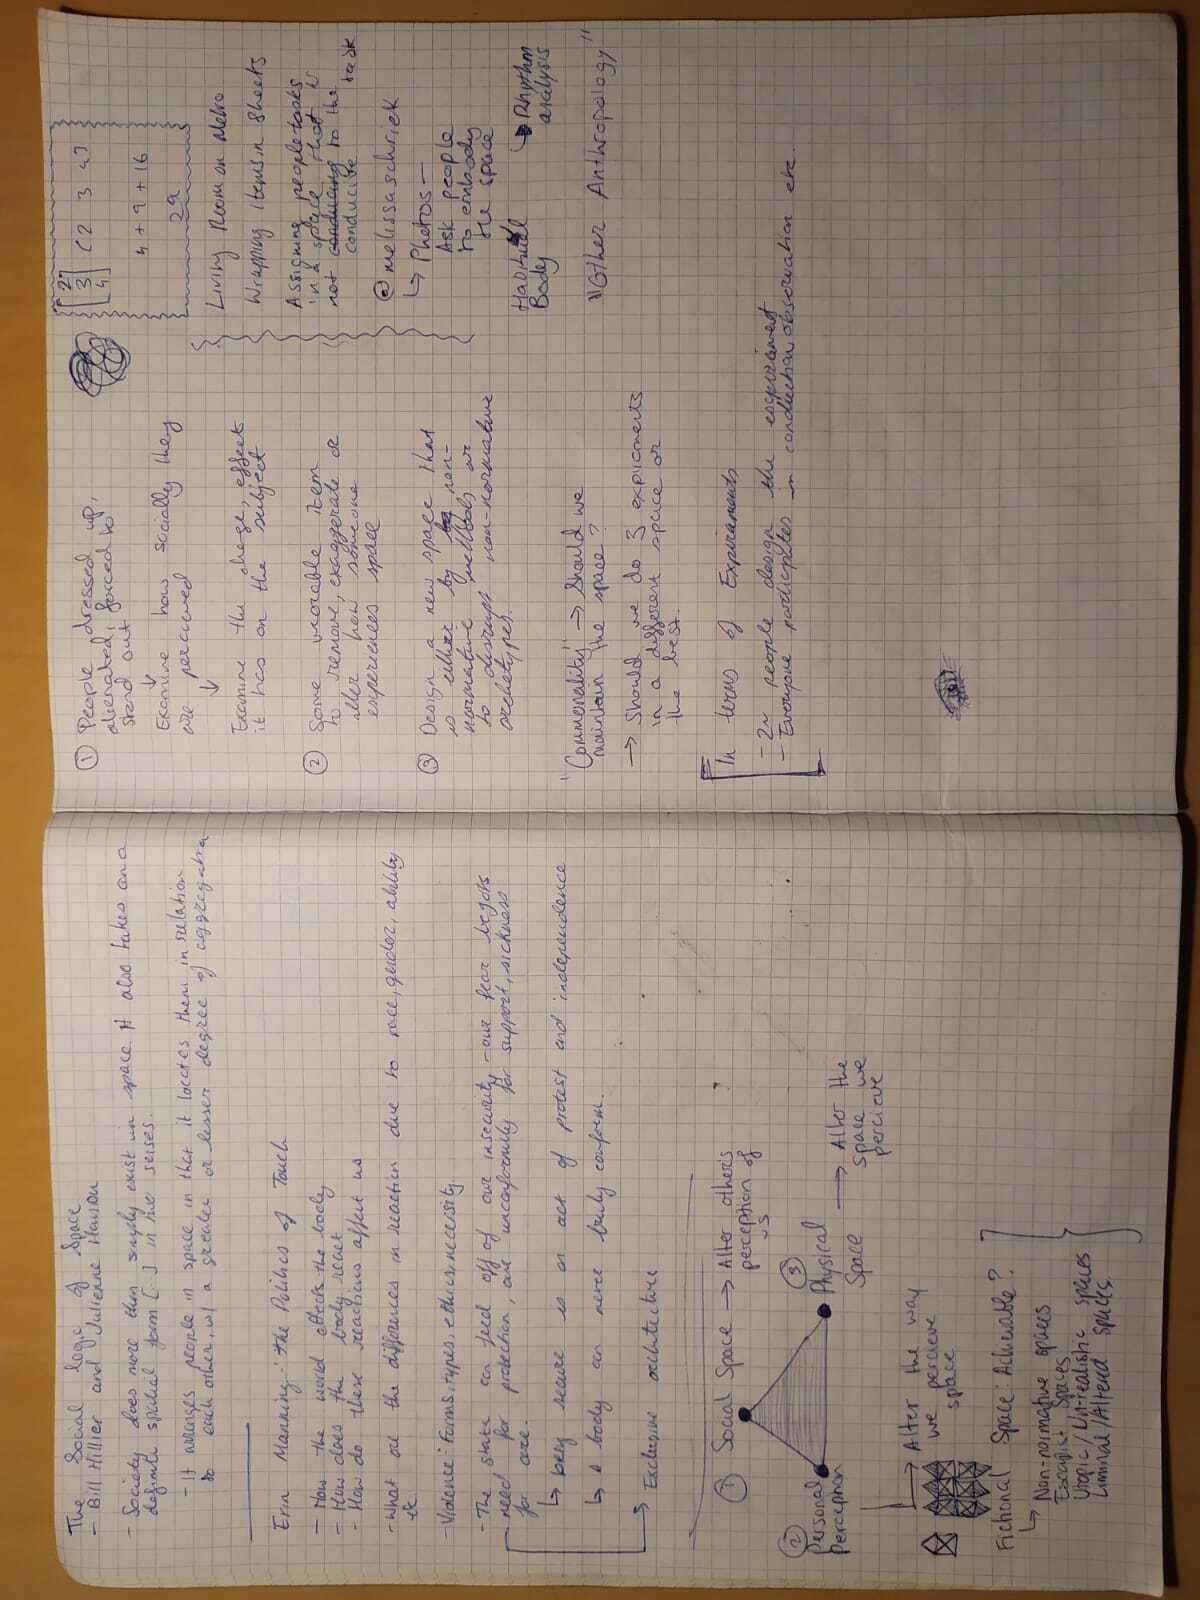 The Social logic of Space
- Bill Hillier and Julienne Hanson
- Society does more then simply exist in space. It also takes on a
definite spatial form [..] in two senses.
- It arranges people in space in that it locates them in relation
to each other, w/ a greater or lesser degree of aggregation
Erin Manning: the Politics of Touch
- How the world effects the body
- How does the body react
- How do these reactions affect us
- What are the differences in reaction due to race, gender, ability
etc.
- Violence: Forms, types, ethics, necersity.
- The state can feed off of our insecurity - our fear begets
need for protection, our unconformity for support, sickness
for care.
↳ being secure is an act of protest and independence
↳ A body can never truly conform.
→ Exclusive architecture
① Social Space → Alter other's
perception of
us
②
Personal
Perception
③
Physical
Space
→ Alter the
space we
percieve
→ Alter the way
we percieve
space
Fictional Space: Achievable?
↳ Non-normative spaces
Escapist Spaces
Utopic/Un-realistic spaces
Liminal/Altered spaces.
① People dressed up,
alienated, forced to
stand out
↓
Examine how socially they
are percieved
↓
Examine the change, effect
it has on the subject
② Some wearable item
to remove, exaggerate or
alter how someone
experiences space
③ Design a new space that
is either by non-
normative methods or
to disrupt non-normative
archetypes.
"Commonality" → Should we
maintain the space?
→ Should we do 3 expiraments
in a different space or
the best.
In terms of Expiraments
- 2~ people design the experiment
- Everyone participates in conduction observation etc.
[2
3
4] (2 3 4)
4 + 9 + 16
29
Living Room on Metro
Wrapping items in Sheets
Assigning people tasks
in a space that is
not conducing to the
conducive task
@melissaschriek
↳ Photos -
Ask people
to embody
the space
Habitual
Body
↳ Rhythm
analysis
"Other Anthropology"